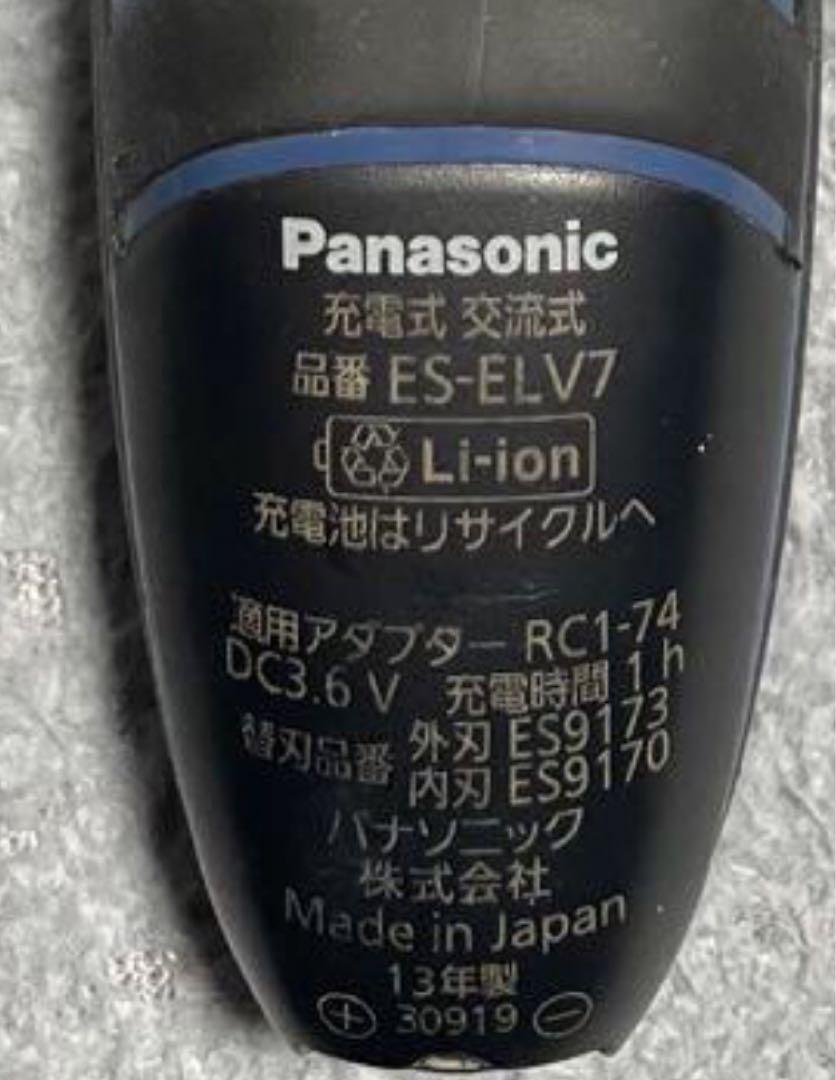 Panasonic
充電式 交流式
品番 ES-ELV7
Li-ion
充電池はリサイクルへ
適用アダプター RC1-74
DC3.6 V 充電時間 1 h
替刃品番 外刃 ES9173
内刃 ES9170
パナソニック
株式会社
Made in Japan
13年製
30919